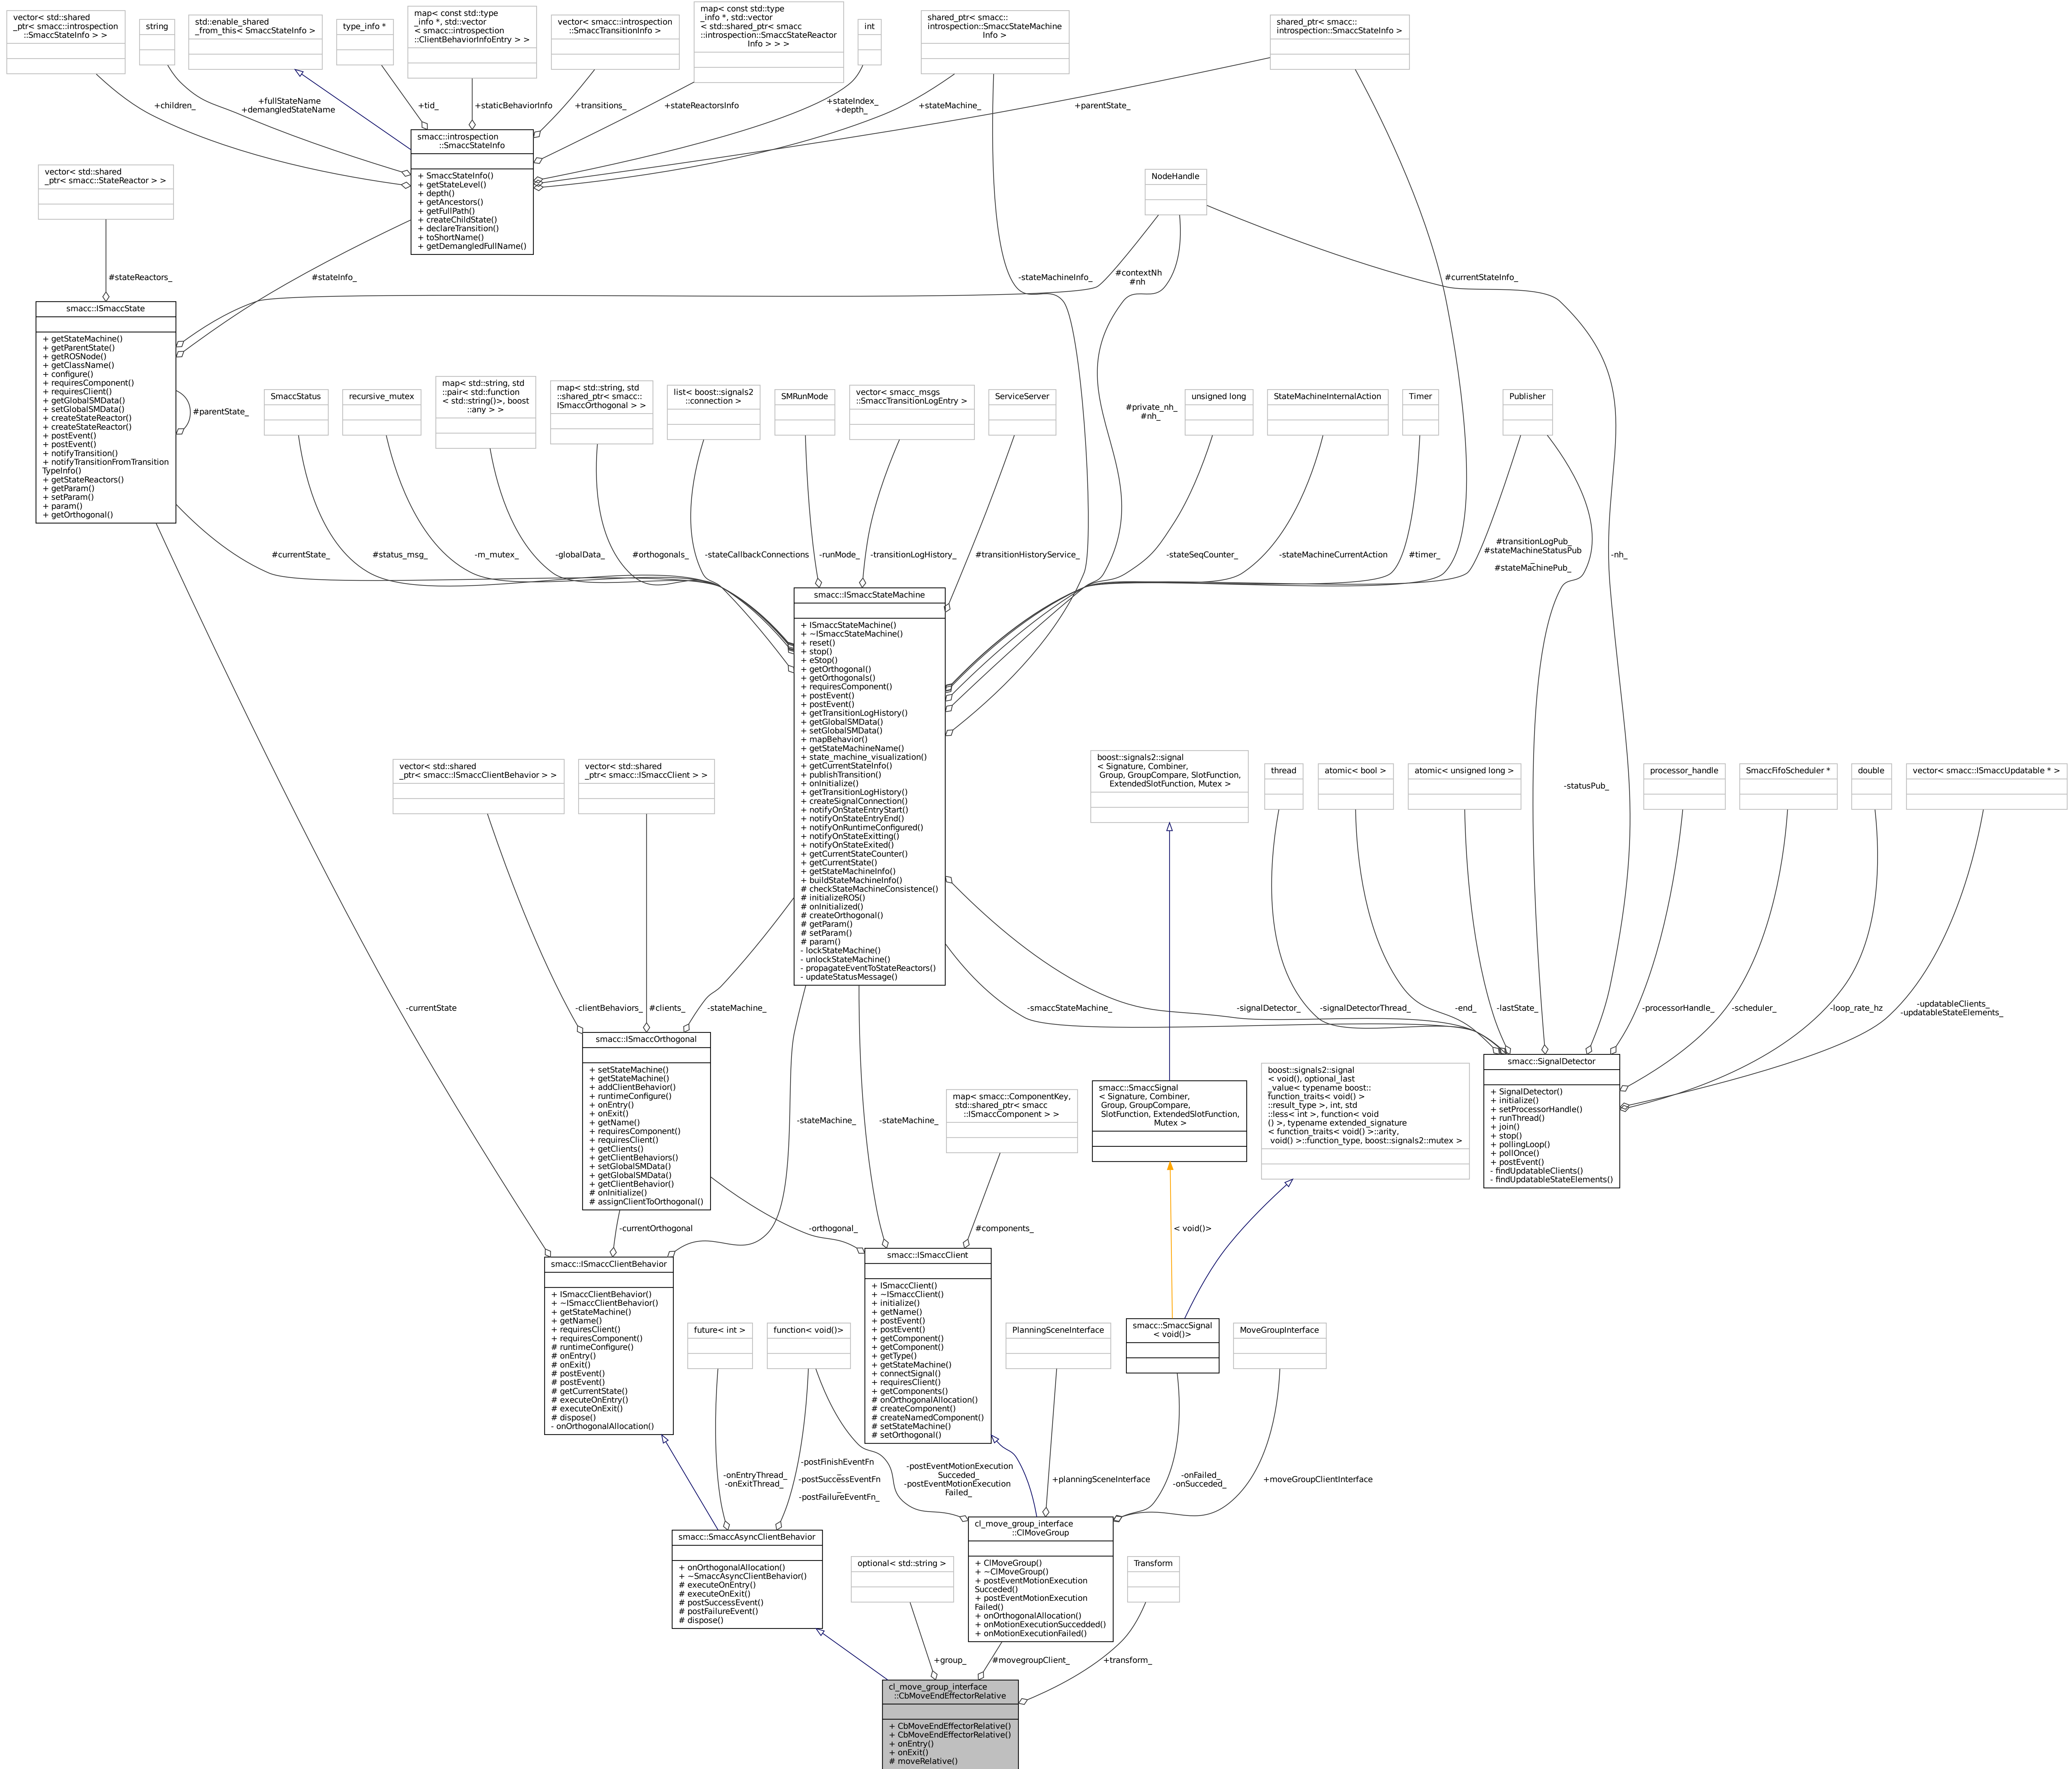 vector< std::shared
_ptr< smacc::introspection
::SmaccStateInfo > >
string
std::enable_shared
_from_this< SmaccStateInfo >
type_info *
map< const std::type
_info *, std::vector
< smacc::introspection
::ClientBehaviorInfoEntry > >
vector< smacc::introspection
::SmaccTransitionInfo >
map< const std::type
_info *, std::vector
< std::shared_ptr< smacc
::introspection::SmaccStateReactor
Info > > >
int
shared_ptr< smacc::
introspection::SmaccStateMachine
Info >
shared_ptr< smacc::
introspection::SmaccStateInfo >
+children_
+fullStateName
+demangledStateName
+tid_
+staticBehaviorInfo
+transitions_
+stateReactorsInfo
+stateIndex_
+depth_
+stateMachine_
+parentState_
smacc::introspection
::SmaccStateInfo
+ SmaccStateInfo()
+ getStateLevel()
+ depth()
+ getAncestors()
+ getFullPath()
+ createChildState()
+ declareTransition()
+ toShortName()
+ getDemangledFullName()
vector< std::shared
_ptr< smacc::StateReactor > >
NodeHandle
#stateReactors_
#stateInfo_
#contextNh
#nh
-stateMachineInfo_
#currentStateInfo_
smacc::ISmaccState
+ getStateMachine()
+ getParentState()
+ getROSNode()
+ getClassName()
+ configure()
+ requiresComponent()
+ requiresClient()
+ getGlobalSMData()
+ setGlobalSMData()
+ createStateReactor()
+ createStateReactor()
+ postEvent()
+ postEvent()
+ notifyTransition()
+ notifyTransitionFromTransition
TypeInfo()
+ getStateReactors()
+ getParam()
+ setParam()
+ param()
+ getOrthogonal()
#parentState_
SmaccStatus
recursive_mutex
map< std::string, std
::pair< std::function
< std::string()>, boost
::any > >
map< std::string, std
::shared_ptr< smacc::
ISmaccOrthogonal > >
list< boost::signals2
::connection >
SMRunMode
vector< smacc_msgs
::SmaccTransitionLogEntry >
ServiceServer
#private_nh_
#nh_
unsigned long
StateMachineInternalAction
Timer
Publisher
#currentState_
#status_msg_
-m_mutex_
-globalData_
#orthogonals_
-stateCallbackConnections
-runMode_
-transitionLogHistory_
#transitionHistoryService_
-stateSeqCounter_
-stateMachineCurrentAction
#timer_
#transitionLogPub_
#stateMachineStatusPub
_
#stateMachinePub_
-nh_
smacc::ISmaccStateMachine
+ ISmaccStateMachine()
+ ~ISmaccStateMachine()
+ reset()
+ stop()
+ eStop()
+ getOrthogonal()
+ getOrthogonals()
+ requiresComponent()
+ postEvent()
+ postEvent()
+ getTransitionLogHistory()
+ getGlobalSMData()
+ setGlobalSMData()
+ mapBehavior()
+ getStateMachineName()
+ state_machine_visualization()
+ getCurrentStateInfo()
+ publishTransition()
+ onInitialize()
+ getTransitionLogHistory()
+ createSignalConnection()
+ notifyOnStateEntryStart()
+ notifyOnStateEntryEnd()
+ notifyOnRuntimeConfigured()
+ notifyOnStateExitting()
+ notifyOnStateExited()
+ getCurrentStateCounter()
+ getCurrentState()
+ getStateMachineInfo()
+ buildStateMachineInfo()
# checkStateMachineConsistence()
# initializeROS()
# onInitialized()
# createOrthogonal()
# getParam()
# setParam()
# param()
- lockStateMachine()
- unlockStateMachine()
- propagateEventToStateReactors()
- updateStatusMessage()
vector< std::shared
_ptr< smacc::ISmaccClientBehavior > >
vector< std::shared
_ptr< smacc::ISmaccClient > >
boost::signals2::signal
< Signature, Combiner,
Group, GroupCompare, SlotFunction,
ExtendedSlotFunction, Mutex >
thread
atomic< bool >
atomic< unsigned long >
-statusPub_
processor_handle
SmaccFifoScheduler *
double
vector< smacc::ISmaccUpdatable * >
-currentState
-clientBehaviors_
#clients_
-stateMachine_
-smaccStateMachine_
-signalDetector_
-signalDetectorThread_
-end_
-lastState_
-processorHandle_
-scheduler_
-loop_rate_hz
-updatableClients_
-updatableStateElements_
smacc::ISmaccOrthogonal
+ setStateMachine()
+ getStateMachine()
+ addClientBehavior()
+ runtimeConfigure()
+ onEntry()
+ onExit()
+ getName()
+ requiresComponent()
+ requiresClient()
+ getClients()
+ getClientBehaviors()
+ setGlobalSMData()
+ getGlobalSMData()
+ getClientBehavior()
# onInitialize()
# assignClientToOrthogonal()
-stateMachine_
-stateMachine_
map< smacc::ComponentKey,
std::shared_ptr< smacc
::ISmaccComponent > >
smacc::SmaccSignal
< Signature, Combiner,
Group, GroupCompare,
SlotFunction, ExtendedSlotFunction,
Mutex >
boost::signals2::signal
< void(), optional_last
_value< typename boost::
function_traits< void() >
::result_type >, int, std
::less< int >, function< void
() >, typename extended_signature
< function_traits< void() >::arity,
void() >::function_type, boost::signals2::mutex >
smacc::SignalDetector
+ SignalDetector()
+ initialize()
+ setProcessorHandle()
+ runThread()
+ join()
+ stop()
+ pollingLoop()
+ pollOnce()
+ postEvent()
- findUpdatableClients()
- findUpdatableStateElements()
-currentOrthogonal
-orthogonal_
#components_
< void()>
smacc::ISmaccClientBehavior
+ ISmaccClientBehavior()
+ ~ISmaccClientBehavior()
+ getStateMachine()
+ getName()
+ requiresClient()
+ requiresComponent()
# runtimeConfigure()
# onEntry()
# onExit()
# postEvent()
# postEvent()
# getCurrentState()
# executeOnEntry()
# executeOnExit()
# dispose()
- onOrthogonalAllocation()
smacc::ISmaccClient
+ ISmaccClient()
+ ~ISmaccClient()
+ initialize()
+ getName()
+ postEvent()
+ postEvent()
+ getComponent()
+ getComponent()
+ getType()
+ getStateMachine()
+ connectSignal()
+ requiresClient()
+ getComponents()
# onOrthogonalAllocation()
# createComponent()
# createNamedComponent()
# setStateMachine()
# setOrthogonal()
future< int >
function< void()>
PlanningSceneInterface
smacc::SmaccSignal
< void()>
MoveGroupInterface
-onEntryThread_
-onExitThread_
-postFinishEventFn
_
-postSuccessEventFn
_
-postFailureEventFn_
-postEventMotionExecution
Succeded_
-postEventMotionExecution
Failed_
+planningSceneInterface
-onFailed_
-onSucceded_
+moveGroupClientInterface
smacc::SmaccAsyncClientBehavior
+ onOrthogonalAllocation()
+ ~SmaccAsyncClientBehavior()
# executeOnEntry()
# executeOnExit()
# postSuccessEvent()
# postFailureEvent()
# dispose()
optional< std::string >
cl_move_group_interface
::ClMoveGroup
+ ClMoveGroup()
+ ~ClMoveGroup()
+ postEventMotionExecution
Succeded()
+ postEventMotionExecution
Failed()
+ onOrthogonalAllocation()
+ onMotionExecutionSuccedded()
+ onMotionExecutionFailed()
Transform
+group_
#movegroupClient_
+transform_
cl_move_group_interface
::CbMoveEndEffectorRelative
+ CbMoveEndEffectorRelative()
+ CbMoveEndEffectorRelative()
+ onEntry()
+ onExit()
# moveRelative()